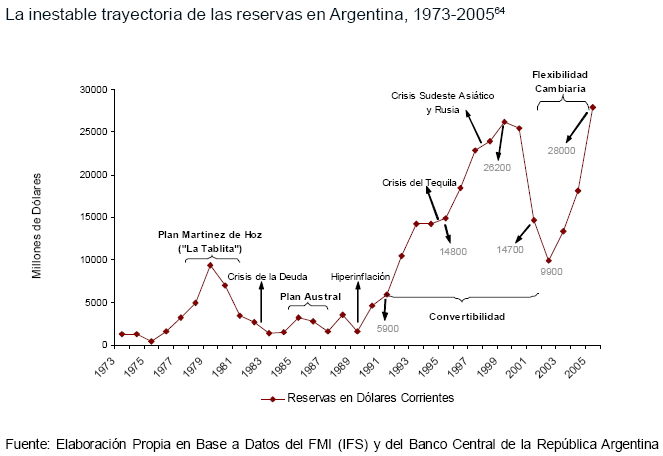 La inestable trayectoria de las reservas en Argentina, 1973-2005⁶⁴
Flexibilidad
Cambiaria
30000
Crisis Sudeste Asiático
y Rusia
25000
26200
28000
Millones de Dólares
20000
Crisis del Tequila
15000
Plan Martinez de Hoz
("La Tablita")
14800
14700
10000
9900
Crisis de la Deuda
Hiperinflación
Plan Austral
5000
5900
Convertibilidad
0
1973
1975
1977
1979
1981
1983
1985
1987
1989
1991
1993
1995
1997
1999
2001
2003
2005
Reservas en Dólares Corrientes
Fuente: Elaboración Propia en Base a Datos del FMI (IFS) y del Banco Central de la República Argentina